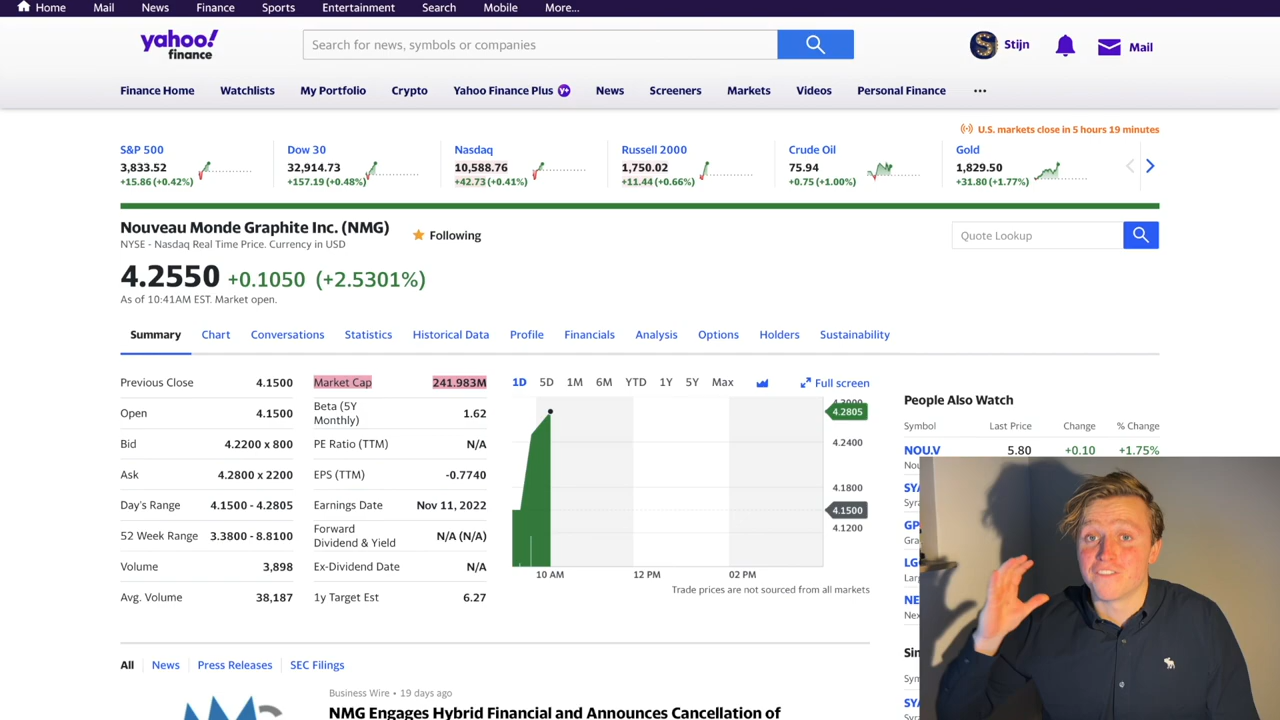 Home Mail News Finance Sports Entertainment Search Mobile More...
yahoo!
finance
Search for news, symbols or companies
Stijn
Mail
Finance Home Watchlists My Portfolio Crypto Yahoo Finance Plus News Screeners Markets Videos Personal Finance ...
U.S. markets close in 5 hours 19 minutes
S&P 500 Dow 30 Nasdaq Russell 2000 Crude Oil Gold
3,833.52 32,914.73 10,588.76 1,750.02 75.94 1,829.50
+15.86 (+0.42%) +157.19 (+0.48%) +42.73 (+0.41%) +11.44 (+0.66%) +0.75 (+1.00%) +31.80 (+1.77%)
Nouveau Monde Graphite Inc. (NMG)
Following
Quote Lookup
NYSE - Nasdaq Real Time Price. Currency in USD
4.2550 +0.1050 (+2.5301%)
As of 10:41AM EST. Market open.
Summary Chart Conversations Statistics Historical Data Profile Financials Analysis Options Holders Sustainability
Previous Close 4.1500
Open 4.1500
Bid 4.2200 x 800
Ask 4.2800 x 2200
Day's Range 4.1500 - 4.2805
52 Week Range 3.3800 - 8.8100
Volume 3,898
Avg. Volume 38,187
Market Cap 241.983M
Beta (5Y
Monthly) 1.62
PE Ratio (TTM) N/A
EPS (TTM) -0.7740
Earnings Date Nov 11, 2022
Forward
Dividend & Yield N/A (N/A)
Ex-Dividend Date N/A
1y Target Est 6.27
1D 5D 1M 6M YTD 1Y 5Y Max
Full screen
4.2805
4.2400
4.1800
4.1500
4.1200
10 AM 12 PM 02 PM
Trade prices are not sourced from all markets
People Also Watch
Symbol Last Price Change % Change
NOU.V 5.80 +0.10 +1.75%
All News Press Releases SEC Filings
Business Wire • 19 days ago
NMG Engages Hybrid Financial and Announces Cancellation of